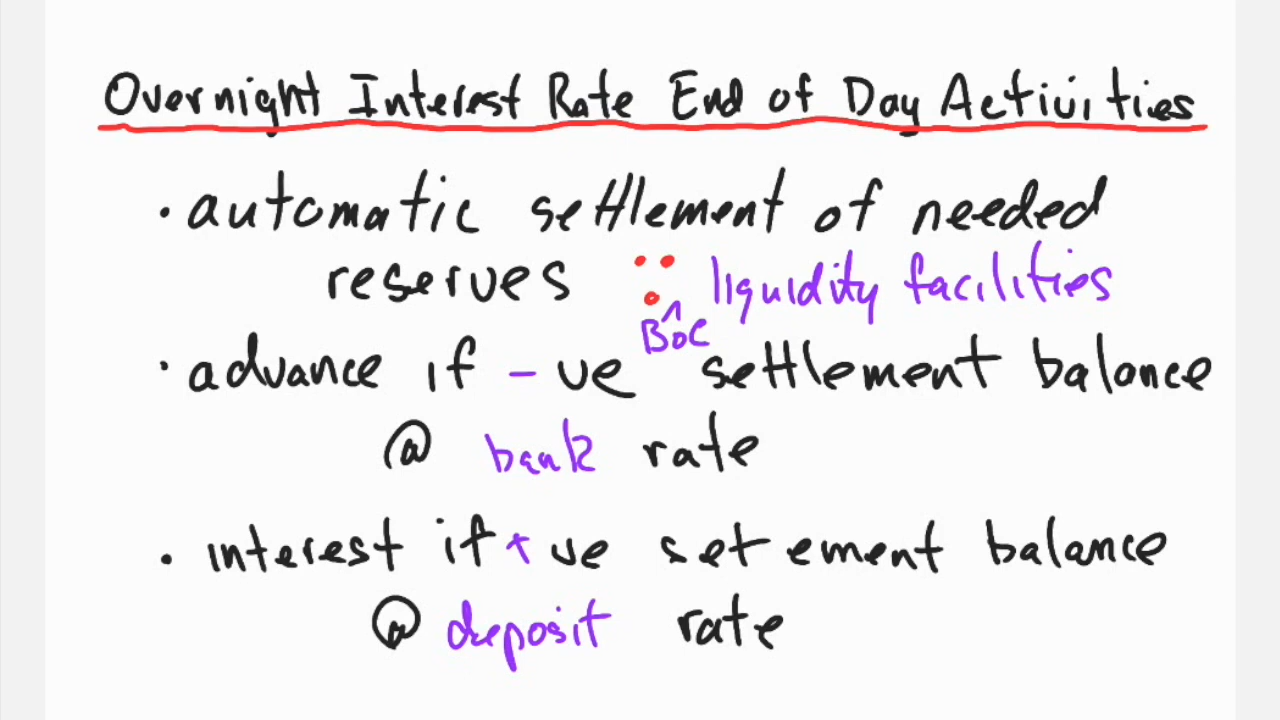 Overnight Interest Rate End of Day Activities
• automatic settlement of needed
reserves : • liquidity facilities
^
BoC
• advance if -ve settlement balance
@ bank rate
• interest if +ve setement balance
@ deposit rate